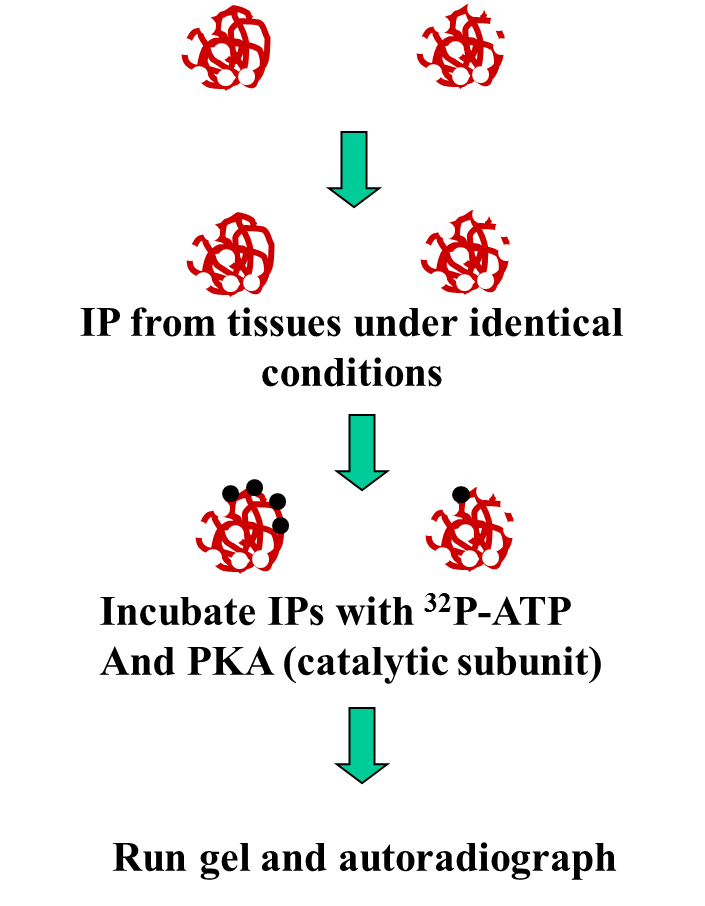 IP from tissues under identical
conditions
Incubate IPs with ³²P-ATP
And PKA (catalytic subunit)
Run gel and autoradiograph